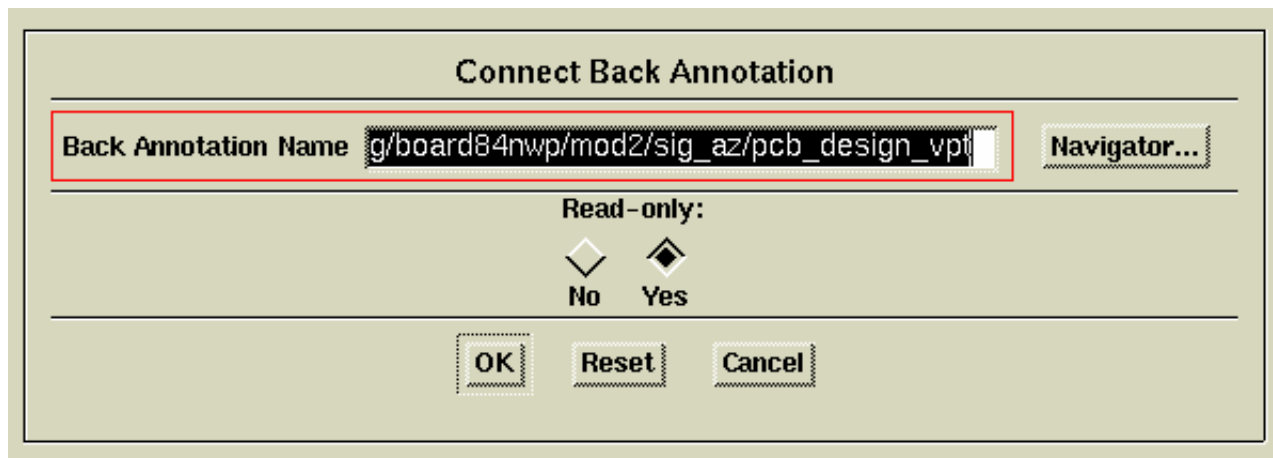 Connect Back Annotation
Back Annotation Name g/board84nwp/mod2/sig_az/pcb_design_vpt Navigator...
Read-only:
No Yes
OK Reset Cancel